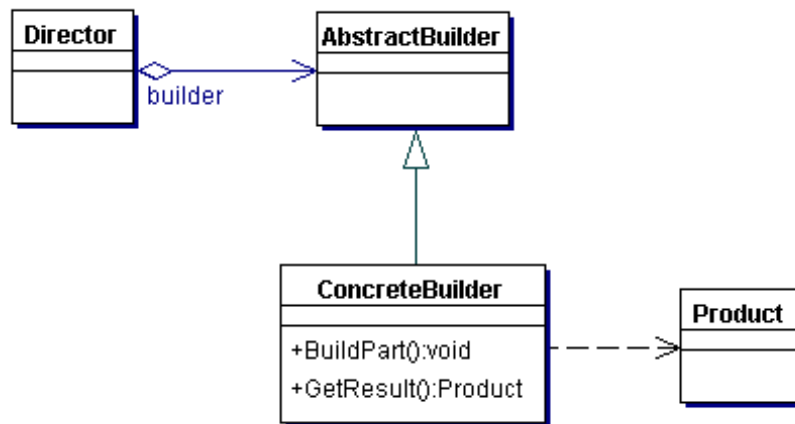 Director
AbstractBuilder
builder
ConcreteBuilder
+BuildPart():void
+GetResult():Product
Product